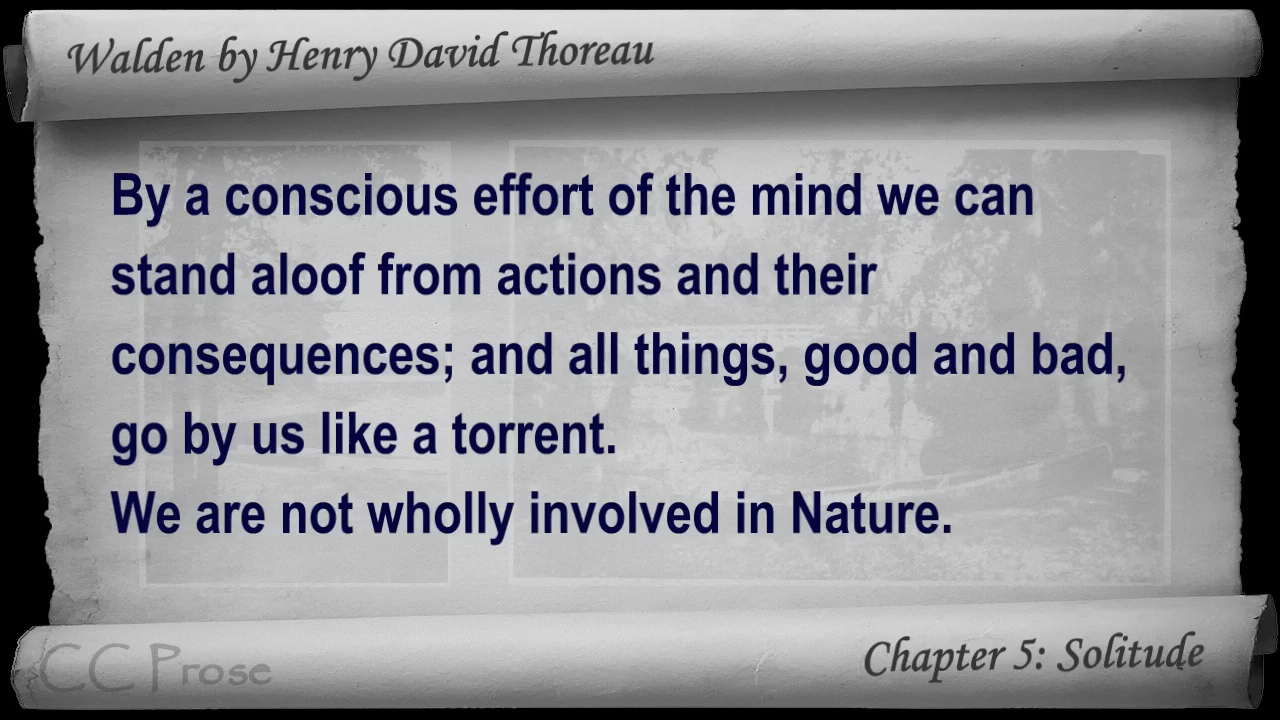 Walden by Henry David Thoreau
By a conscious effort of the mind we can
stand aloof from actions and their
consequences; and all things, good and bad,
go by us like a torrent.
We are not wholly involved in Nature.
CC Prose
Chapter 5: Solitude